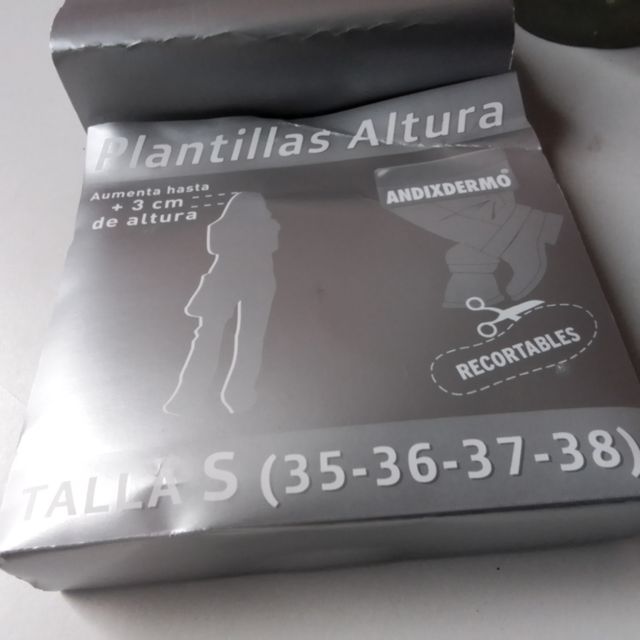 Plantillas Altura
Aumenta hasta
+ 3 cm
de altura
ANDIXDERMO®
RECORTABLES
®
TALLA S (35-36-37-38)